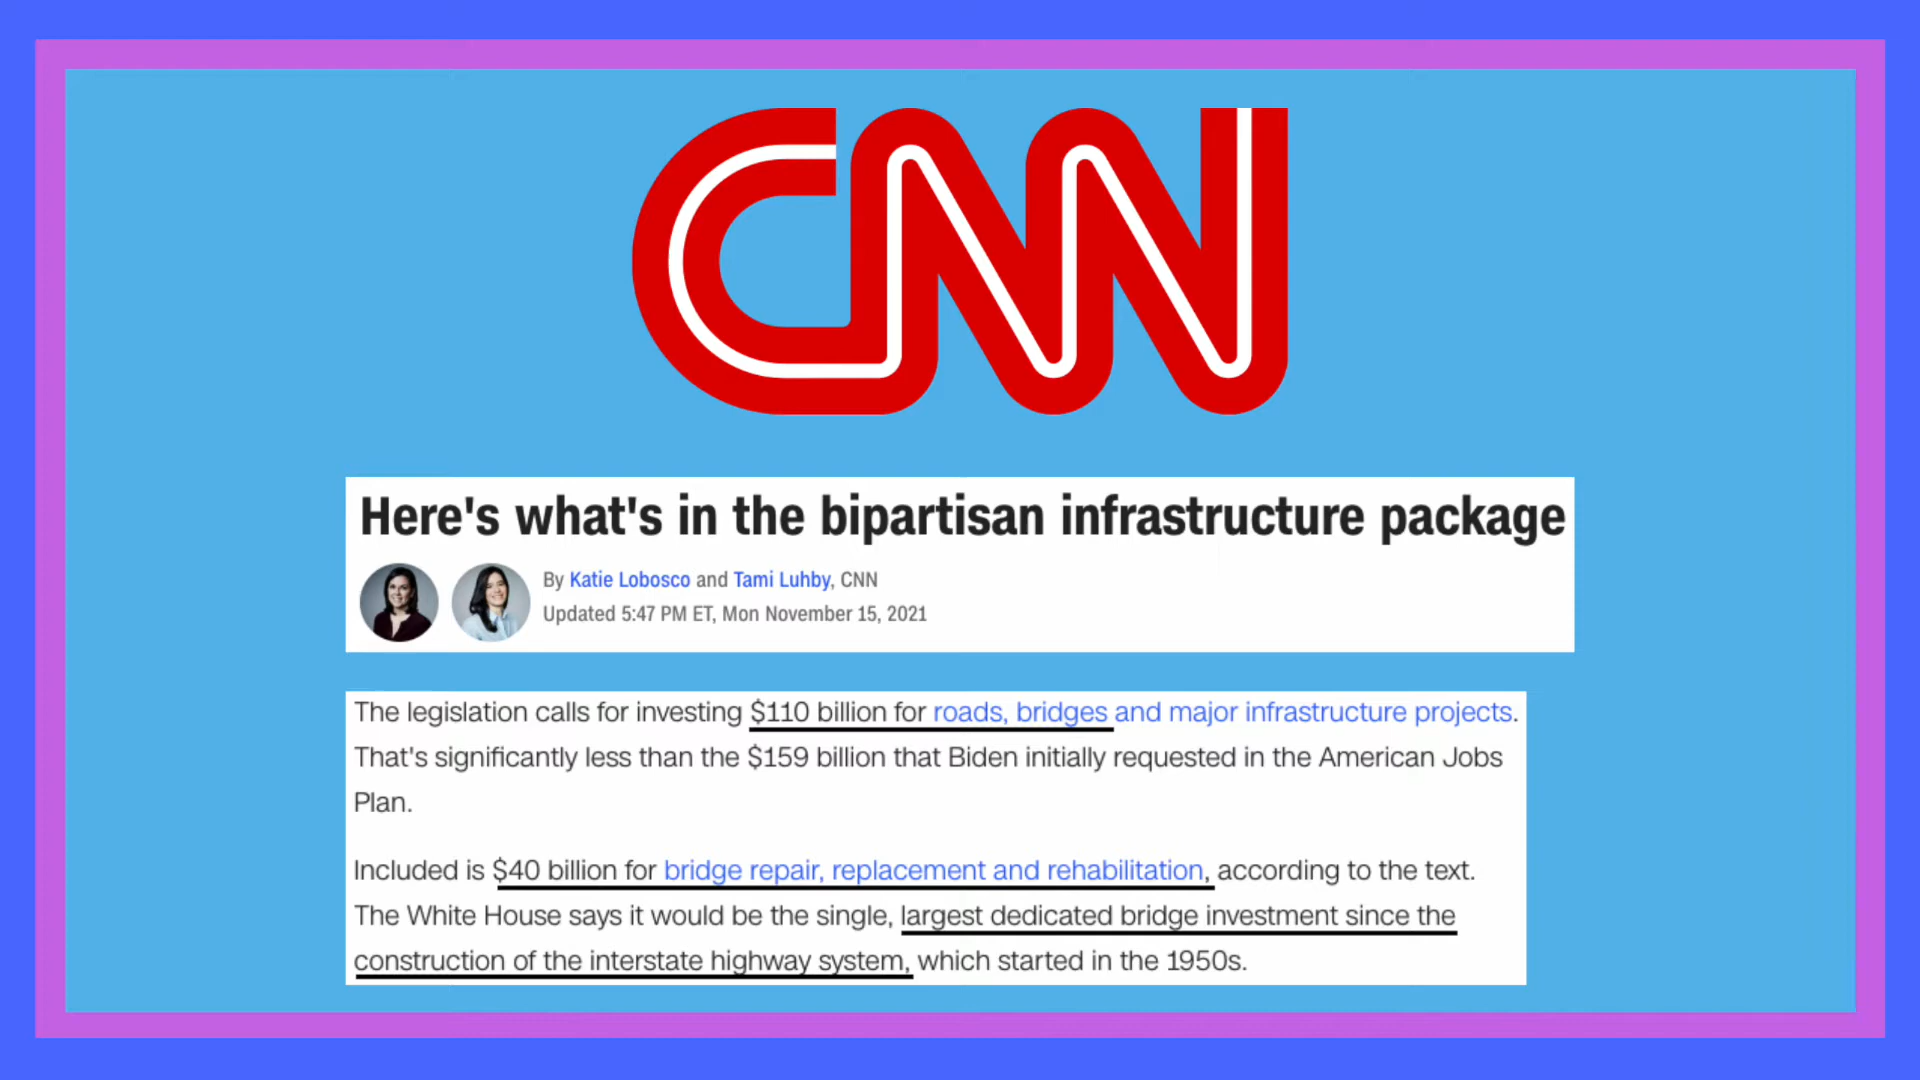 CNN
Here's what's in the bipartisan infrastructure package
By Katie Lobosco and Tami Luhby, CNN
Updated 5:47 PM ET, Mon November 15, 2021
The legislation calls for investing $110 billion for roads, bridges and major infrastructure projects.
That's significantly less than the $159 billion that Biden initially requested in the American Jobs
Plan.
Included is $40 billion for bridge repair, replacement and rehabilitation, according to the text.
The White House says it would be the single, largest dedicated bridge investment since the
construction of the interstate highway system, which started in the 1950s.